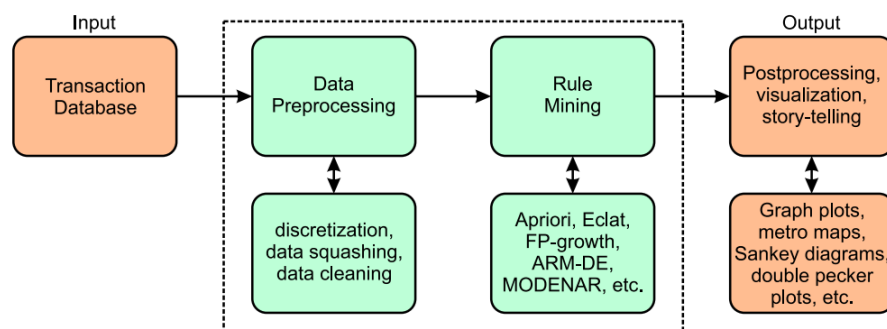 Input
Output
Transaction
Database
Data
Preprocessing
Rule
Mining
Postprocessing,
visualization,
story-telling
discretization,
data squashing,
data cleaning
Apriori, Eclat,
FP-growth,
ARM-DE,
MODENAR, etc.
Graph plots,
metro maps,
Sankey diagrams,
double pecker
plots, etc.